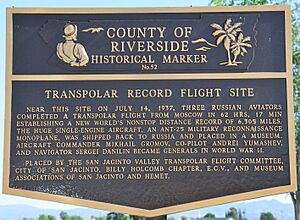 COUNTY OF
RIVERSIDE
HISTORICAL MARKER
No. 52
TRANSPOLAR RECORD FLIGHT SITE
NEAR THIS SITE ON JULY 14, 1937, THREE RUSSIAN AVIATORS
COMPLETED A TRANSPOLAR FLIGHT FROM MOSCOW IN 62 HRS, 17 MIN
ESTABLISHING A NEW WORLD'S NONSTOP DISTANCE RECORD OF 6,305 MILES.
THE HUGE SINGLE-ENGINE AIRCRAFT, AN ANT-25 MILITARY RECONNAISSANCE
MONOPLANE, WAS SHIPPED BACK TO RUSSIA AND PLACED IN A MUSEUM.
AIRCRAFT COMMANDER MIKHAIL GROMOV, CO-PILOT ANDREI YUMASHEV,
AND NAVIGATOR SERGEI DANILIN BECAME GENERALS IN WORLD WAR II.
PLACED BY THE SAN JACINTO VALLEY TRANSPOLAR FLIGHT COMMITTEE,
CITY OF SAN JACINTO, BILLY HOLCOMB CHAPTER, E.C.V., AND MUSEUM
ASSOCIATIONS OF SAN JACINTO AND HEMET.